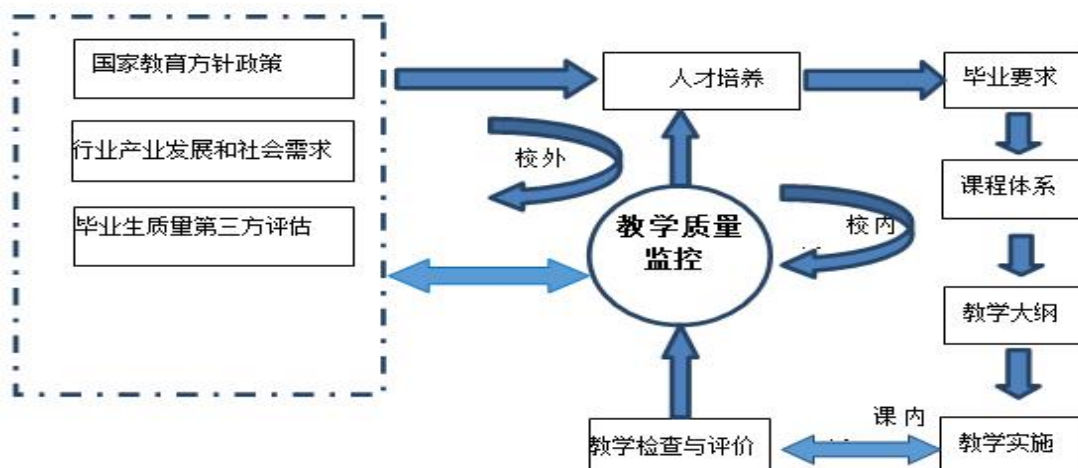 国家教育方针政策
人才培养
毕业要求
行业产业发展和社会需求
校外
课程体系
毕业生质量第三方评估
教学质量
监控
校内
教学大纲
课内
教学检查与评价
教学实施